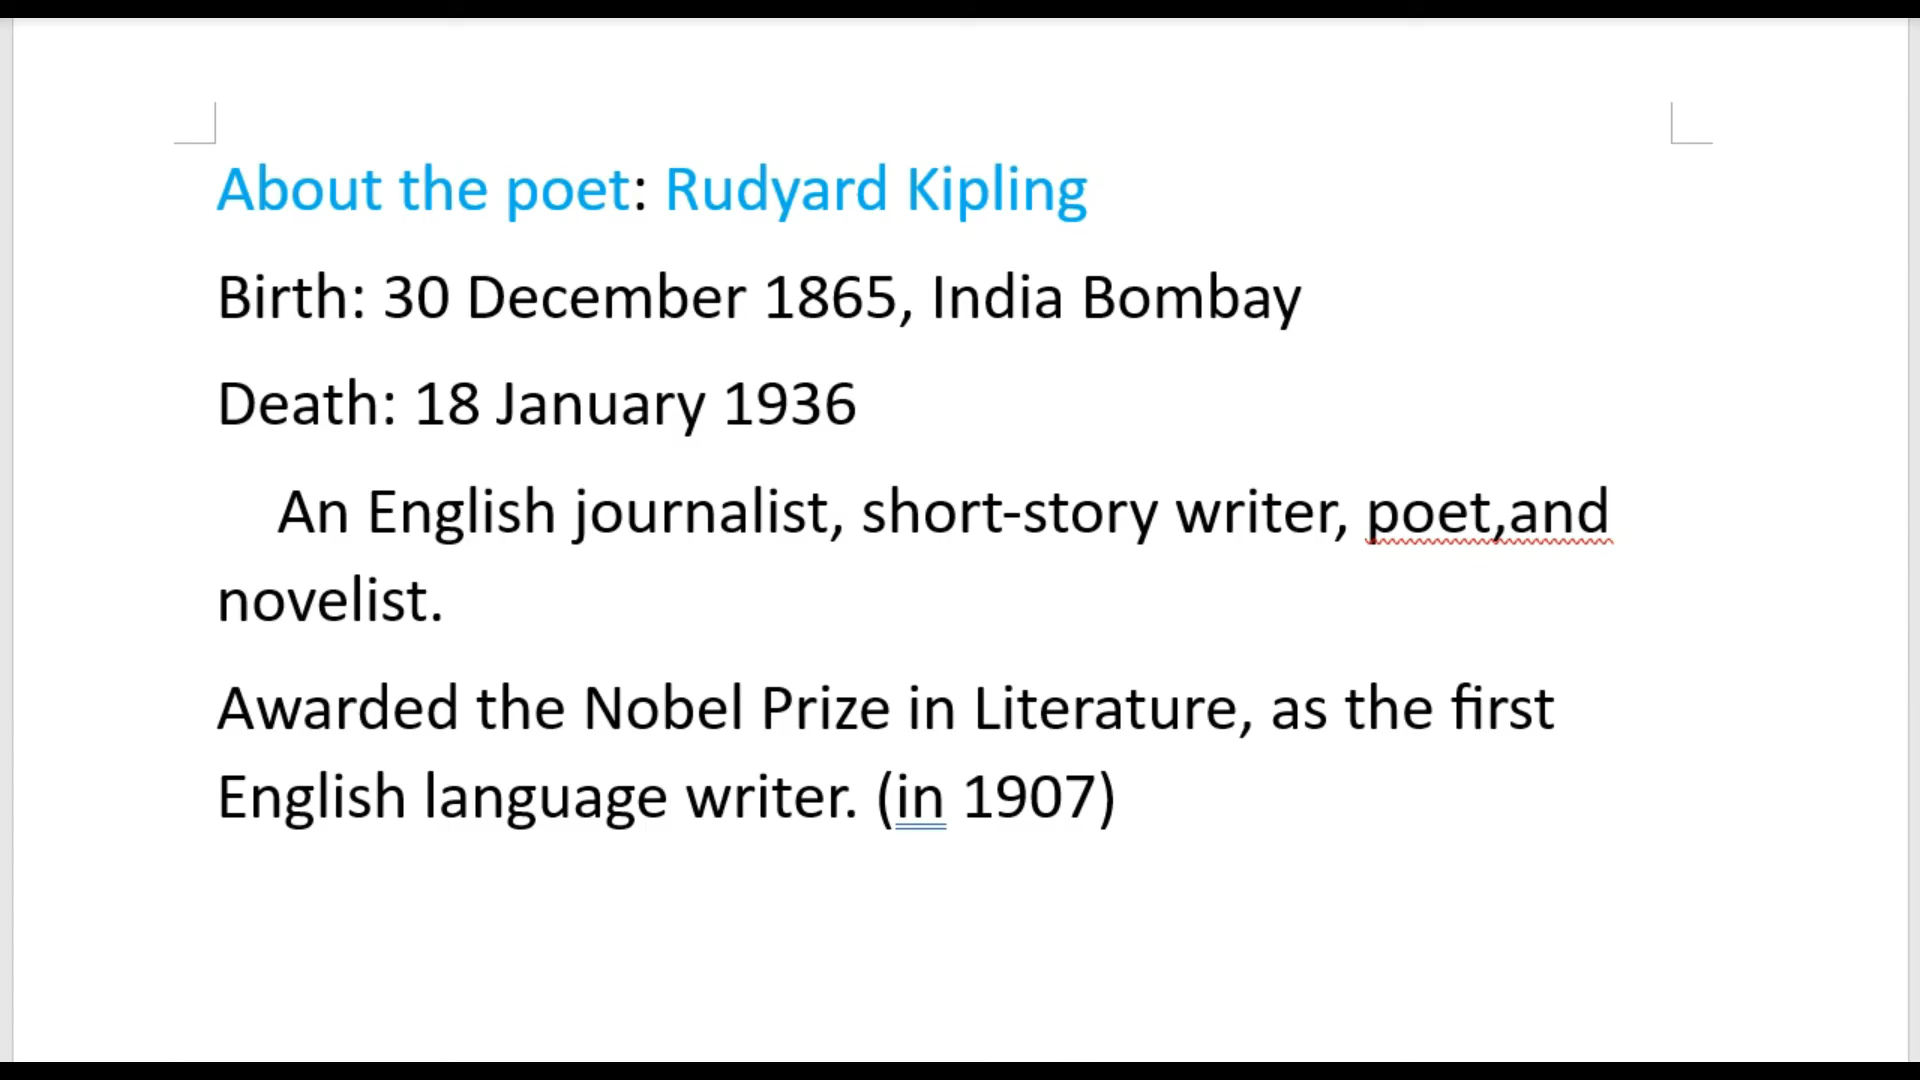 About the poet: Rudyard Kipling
Birth: 30 December 1865, India Bombay
Death: 18 January 1936
An English journalist, short-story writer, poet,and
novelist.
Awarded the Nobel Prize in Literature, as the first
English language writer. (in 1907)